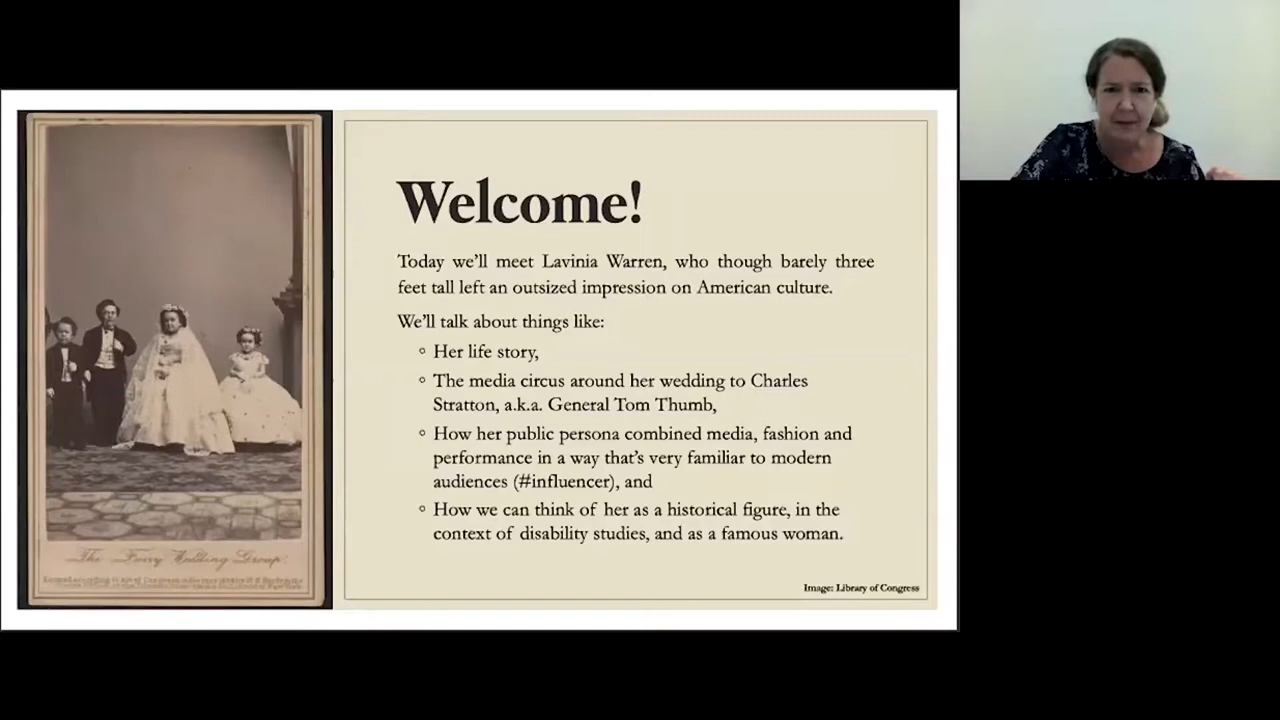 Welcome!
Today we'll meet Lavinia Warren, who though barely three
feet tall left an outsized impression on American culture.
We'll talk about things like:
◦ Her life story,
◦ The media circus around her wedding to Charles
Stratton, a.k.a. General Tom Thumb,
◦ How her public persona combined media, fashion and
performance in a way that's very familiar to modern
audiences (#influencer), and
◦ How we can think of her as a historical figure, in the
context of disability studies, and as a famous woman.
Image: Library of Congress
The Fairy Wedding Group.